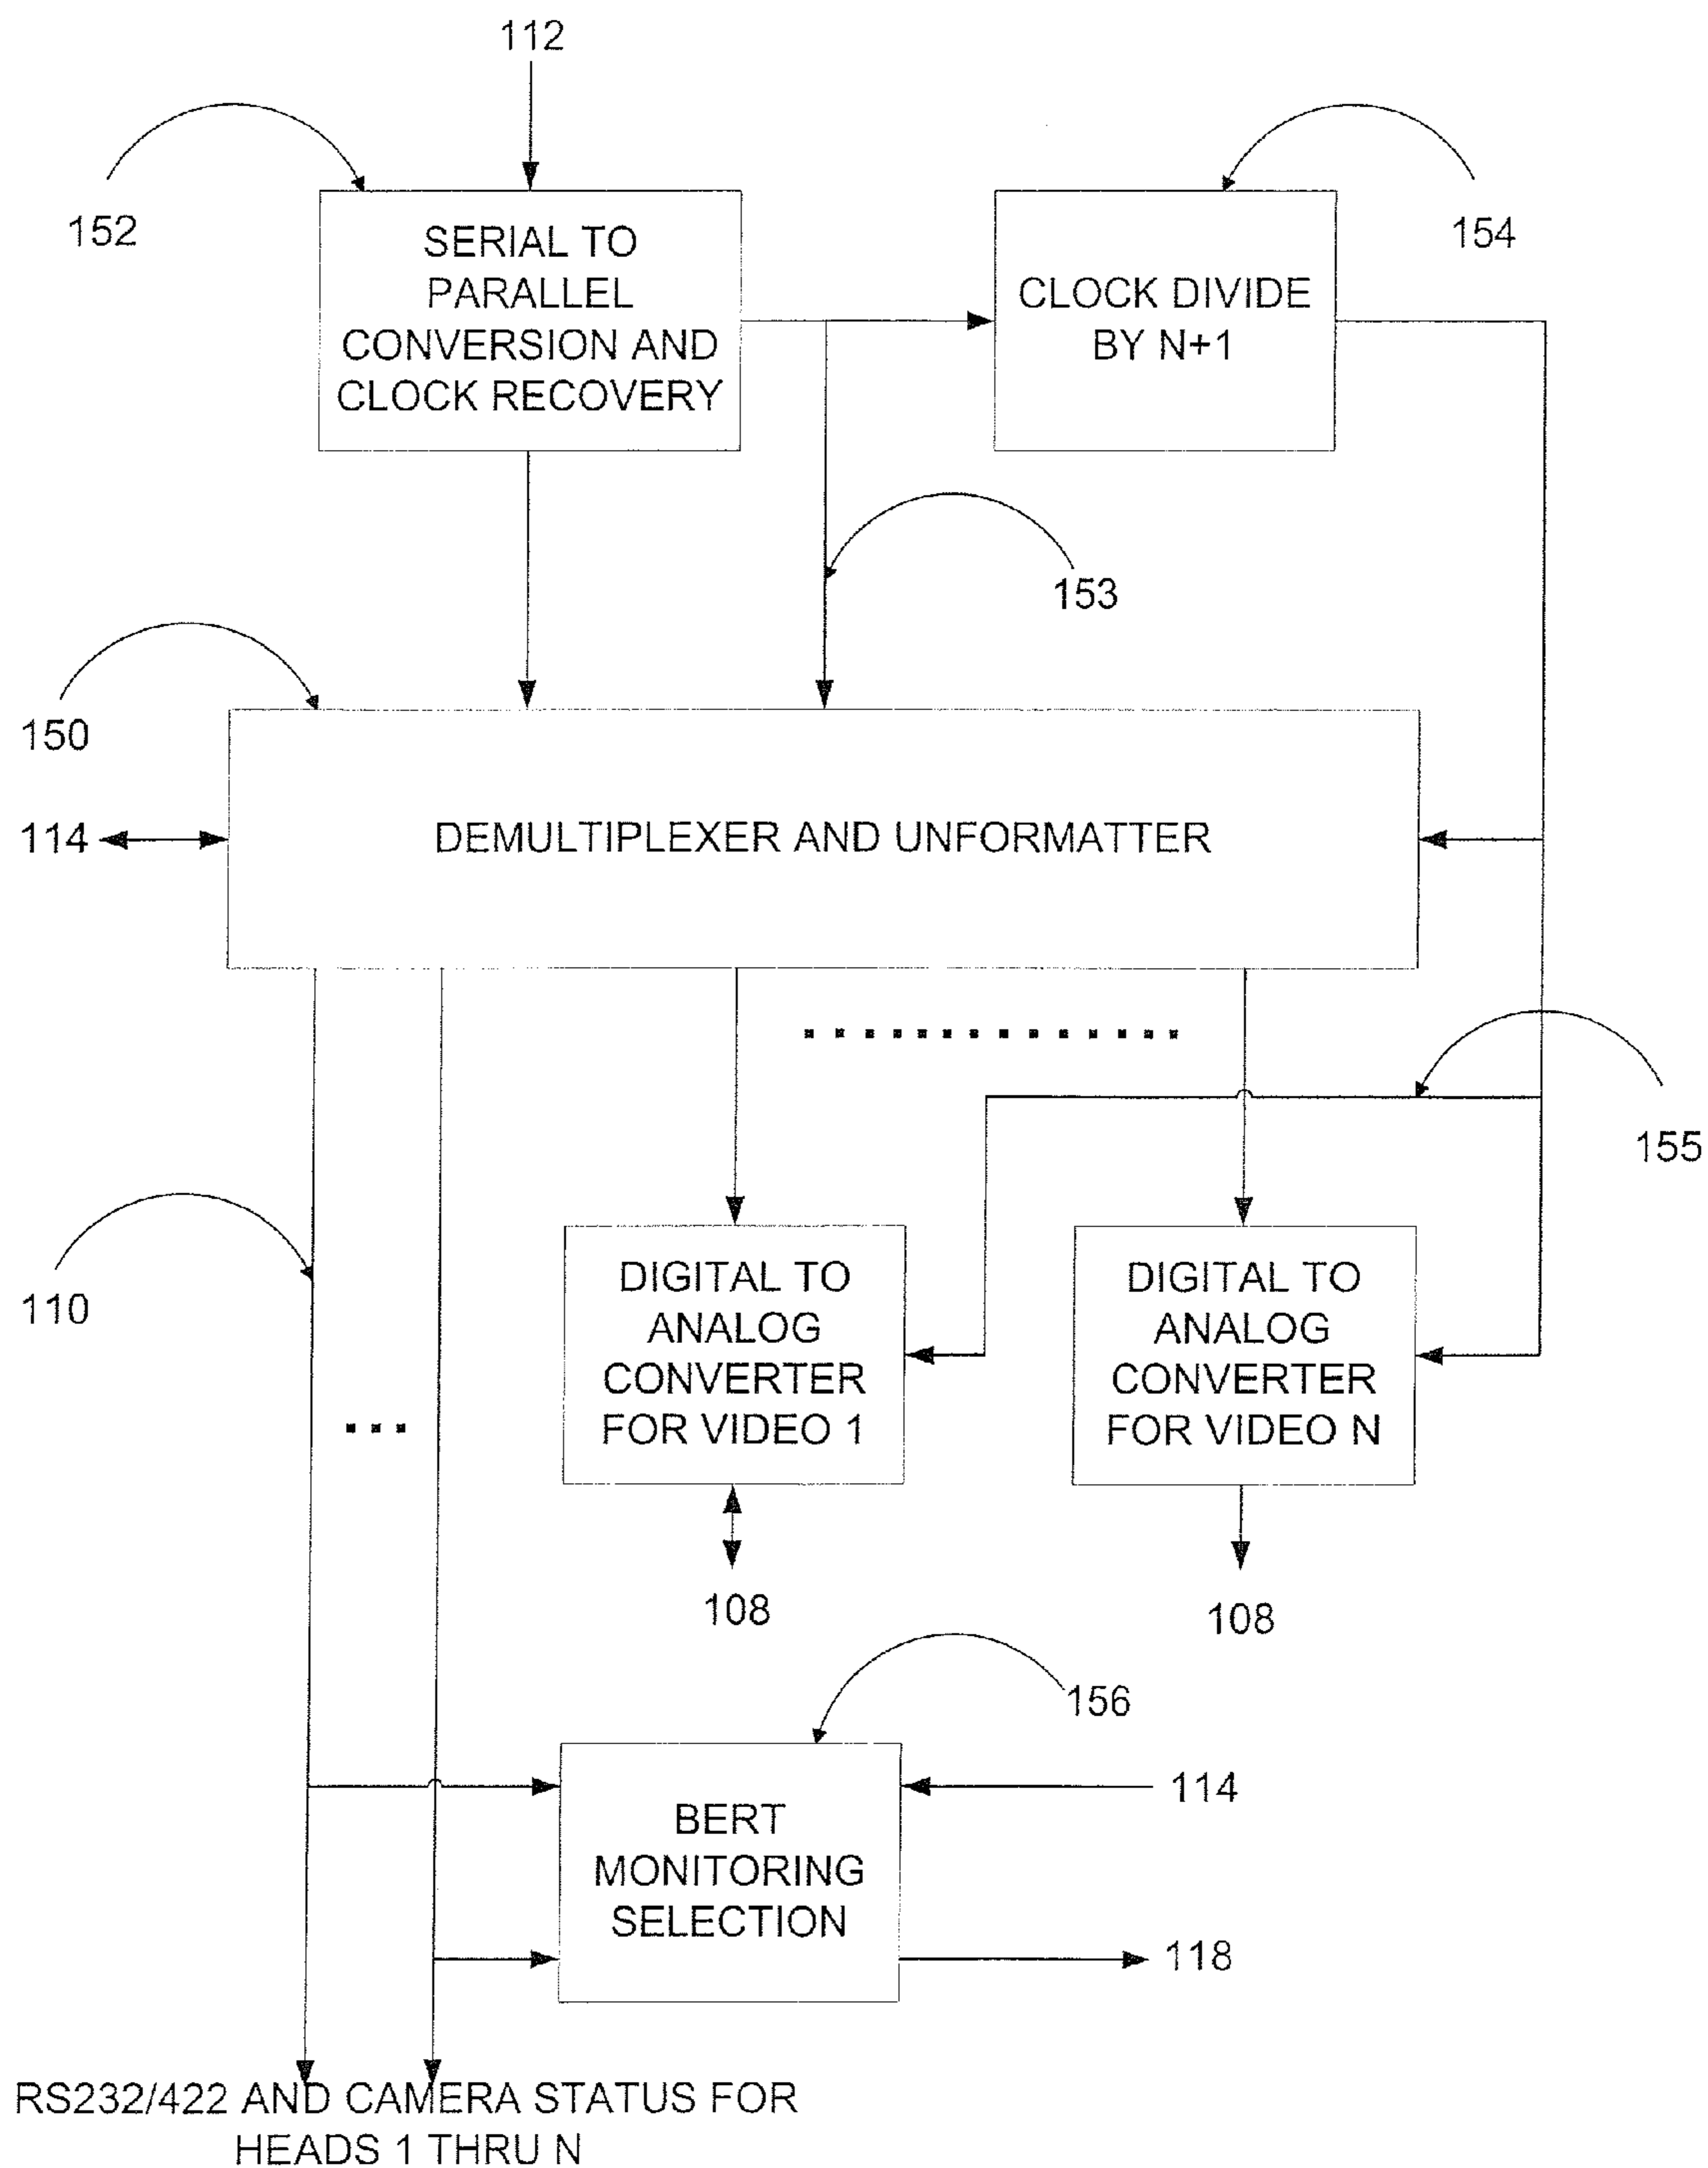 112
152
SERIAL TO
PARALLEL
CONVERSION AND
CLOCK RECOVERY
CLOCK DIVIDE
BY N+1
154
153
150
114
DEMULTIPLEXER AND UNFORMATTER
155
110
DIGITAL TO
ANALOG
CONVERTER
FOR VIDEO 1
DIGITAL TO
ANALOG
CONVERTER
FOR VIDEO N
108
108
156
BERT
MONITORING
SELECTION
114
118
RS232/422 AND CAMERA STATUS FOR
HEADS 1 THRU N